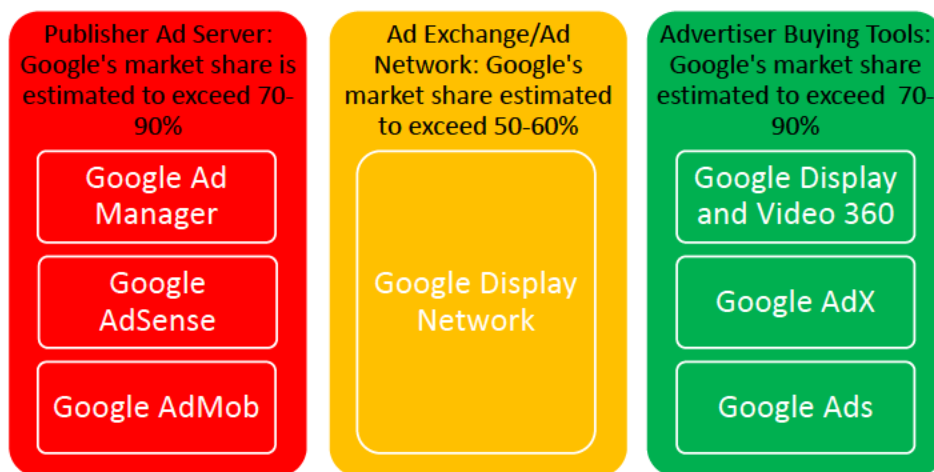 Publisher Ad Server:
Google's market share is
estimated to exceed 70-
90%
Google Ad
Manager
Google
AdSense
Google AdMob
Ad Exchange/Ad
Network: Google's
market share estimated
to exceed 50-60%
Google Display
Network
Advertiser Buying Tools:
Google's market share
estimated to exceed 70-
90%
Google Display
and Video 360
Google AdX
Google Ads